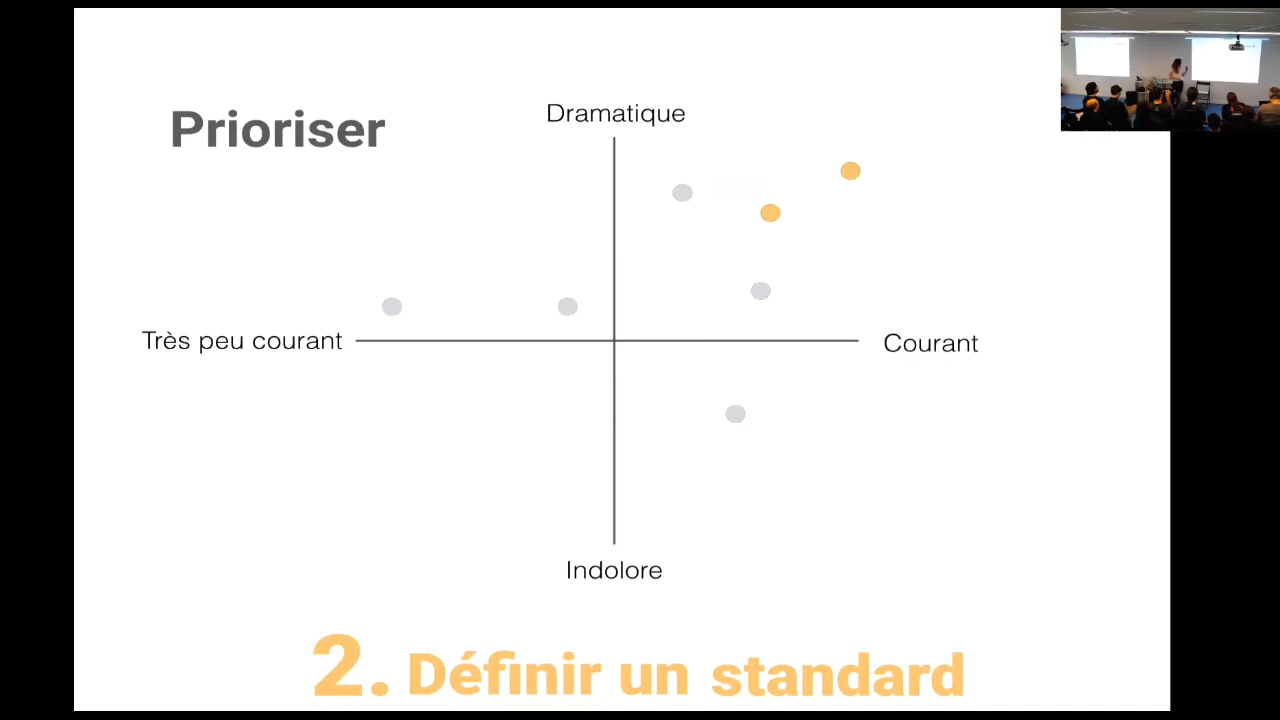 Prioriser
Dramatique
Très peu courant
Courant
Indolore
2. Définir un standard